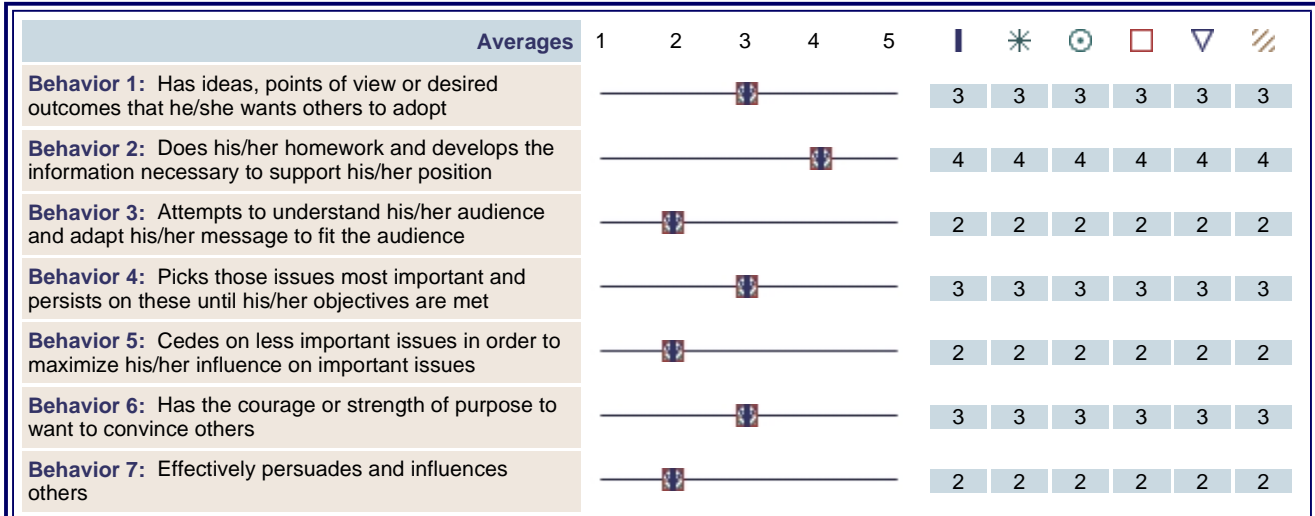 Averages 1 2 3 4 5
Behavior 1: Has ideas, points of view or desired
outcomes that he/she wants others to adopt
3 3 3 3 3 3
Behavior 2: Does his/her homework and develops the
information necessary to support his/her position
4 4 4 4 4 4
Behavior 3: Attempts to understand his/her audience
and adapt his/her message to fit the audience
2 2 2 2 2 2
Behavior 4: Picks those issues most important and
persists on these until his/her objectives are met
3 3 3 3 3 3
Behavior 5: Cedes on less important issues in order to
maximize his/her influence on important issues
2 2 2 2 2 2
Behavior 6: Has the courage or strength of purpose to
want to convince others
3 3 3 3 3 3
Behavior 7: Effectively persuades and influences
others
2 2 2 2 2 2